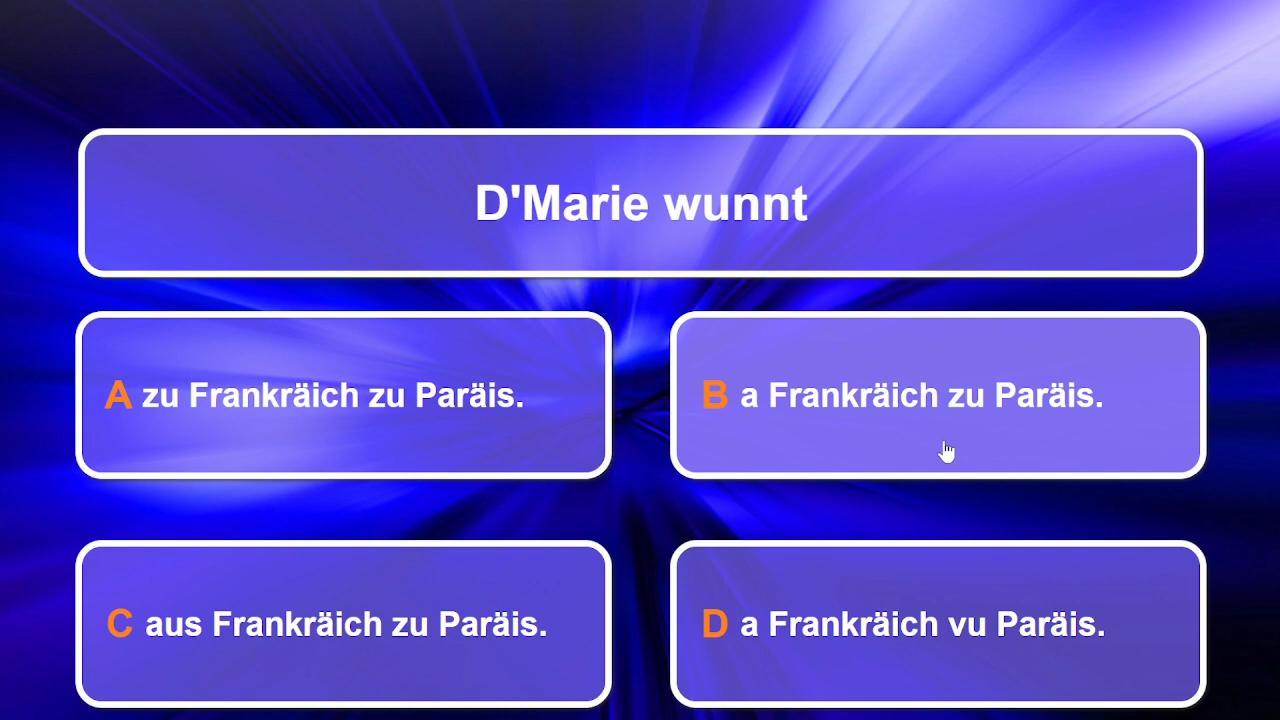 D'Marie wunnt
A zu Frankräich zu Paräis.
B a Frankräich zu Paräis.
C aus Frankräich zu Paräis.
D a Frankräich vu Paräis.